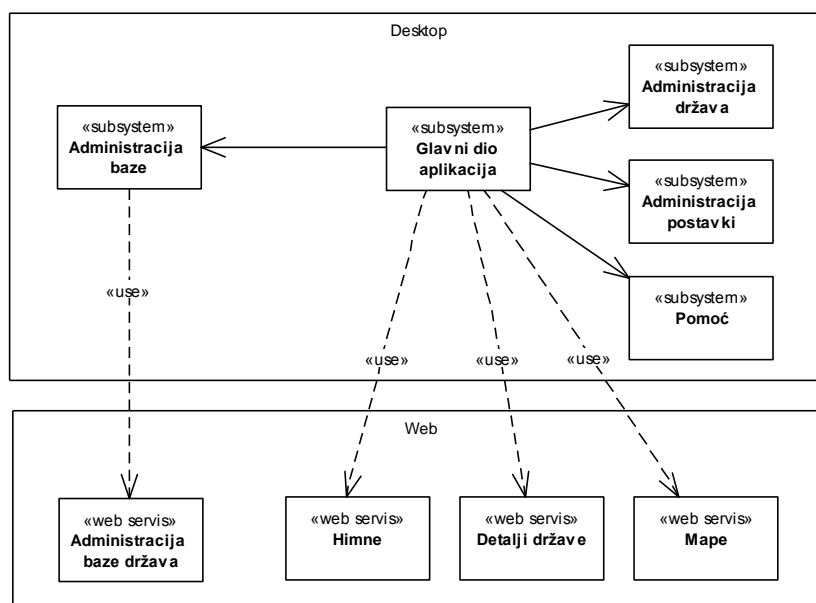 Desktop
«subsystem»
Administracija
baze
«subsystem»
Glavni dio
aplikacija
«subsystem»
Administracija
država
«subsystem»
Administracija
postavki
«subsystem»
Pomoć
«use»
«use»
«use»
«use»
Web
«web servis»
Administracija
baze država
«web servis»
Himne
«web servis»
Detalji države
«web servis»
Mape